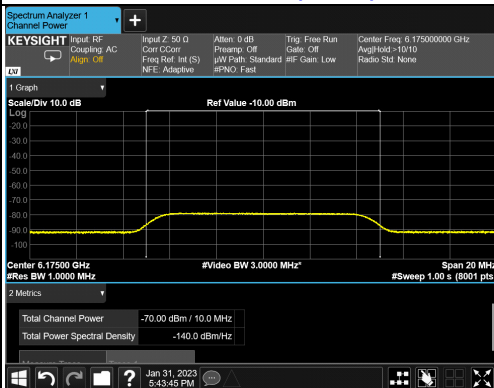 Spectrum Analyzer 1
Channel Power
KEYSIGHT
Input: RF
Coupling: AC
Align: Off
Input Z: 50 Ω
Corr CCorr
Freq Ref: Int (S)
NFE: Adaptive
Atten: 0 dB
Preamp: Off
µW Path: Standard
#PNO: Fast
Trig: Free Run
Gate: Off
#IF Gain: Low
Center Freq: 6.175000000 GHz
Avg|Hold >10/10
Radio Std: None
LXI
1 Graph
Scale/Div 10.0 dB
Ref Value -10.00 dBm
Log
-20.0
-30.0
-40.0
-50.0
-60.0
-70.0
-80.0
-90.0
-100
Center 6.17500 GHz
#Video BW 3.0000 MHz*
Span 20 MHz
#Res BW 1.0000 MHz
#Sweep 1.00 s (8001 pts
2 Metrics
Total Channel Power -70.00 dBm / 10.0 MHz
Total Power Spectral Density -140.0 dBm/Hz
?
Jan 31, 2023
5:43:45 PM